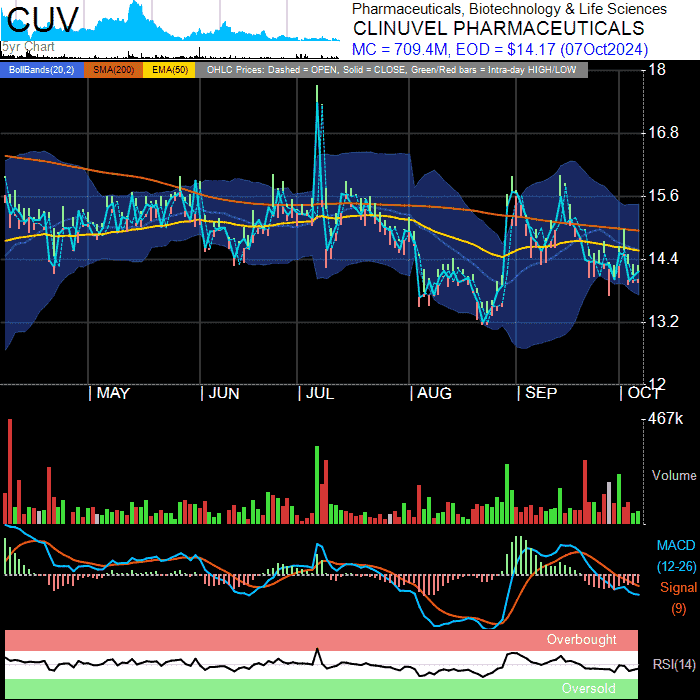 CUV
5yr Chart
Pharmaceuticals, Biotechnology & Life Sciences
CLINUVEL PHARMACEUTICALS
MC = 709.4M, EOD = $14.17 (07Oct2024)
BollBands(20,2) SMA(200) EMA(50) OHLC Prices: Dashed = OPEN, Solid = CLOSE, Green/Red bars = Intra-day HIGH/LOW
18
16.8
15.6
14.4
13.2
12
MAY JUN JUL AUG SEP OCT
467k
Volume
MACD
(12-26)
Signal
(9)
Overbought
RSI(14)
Oversold